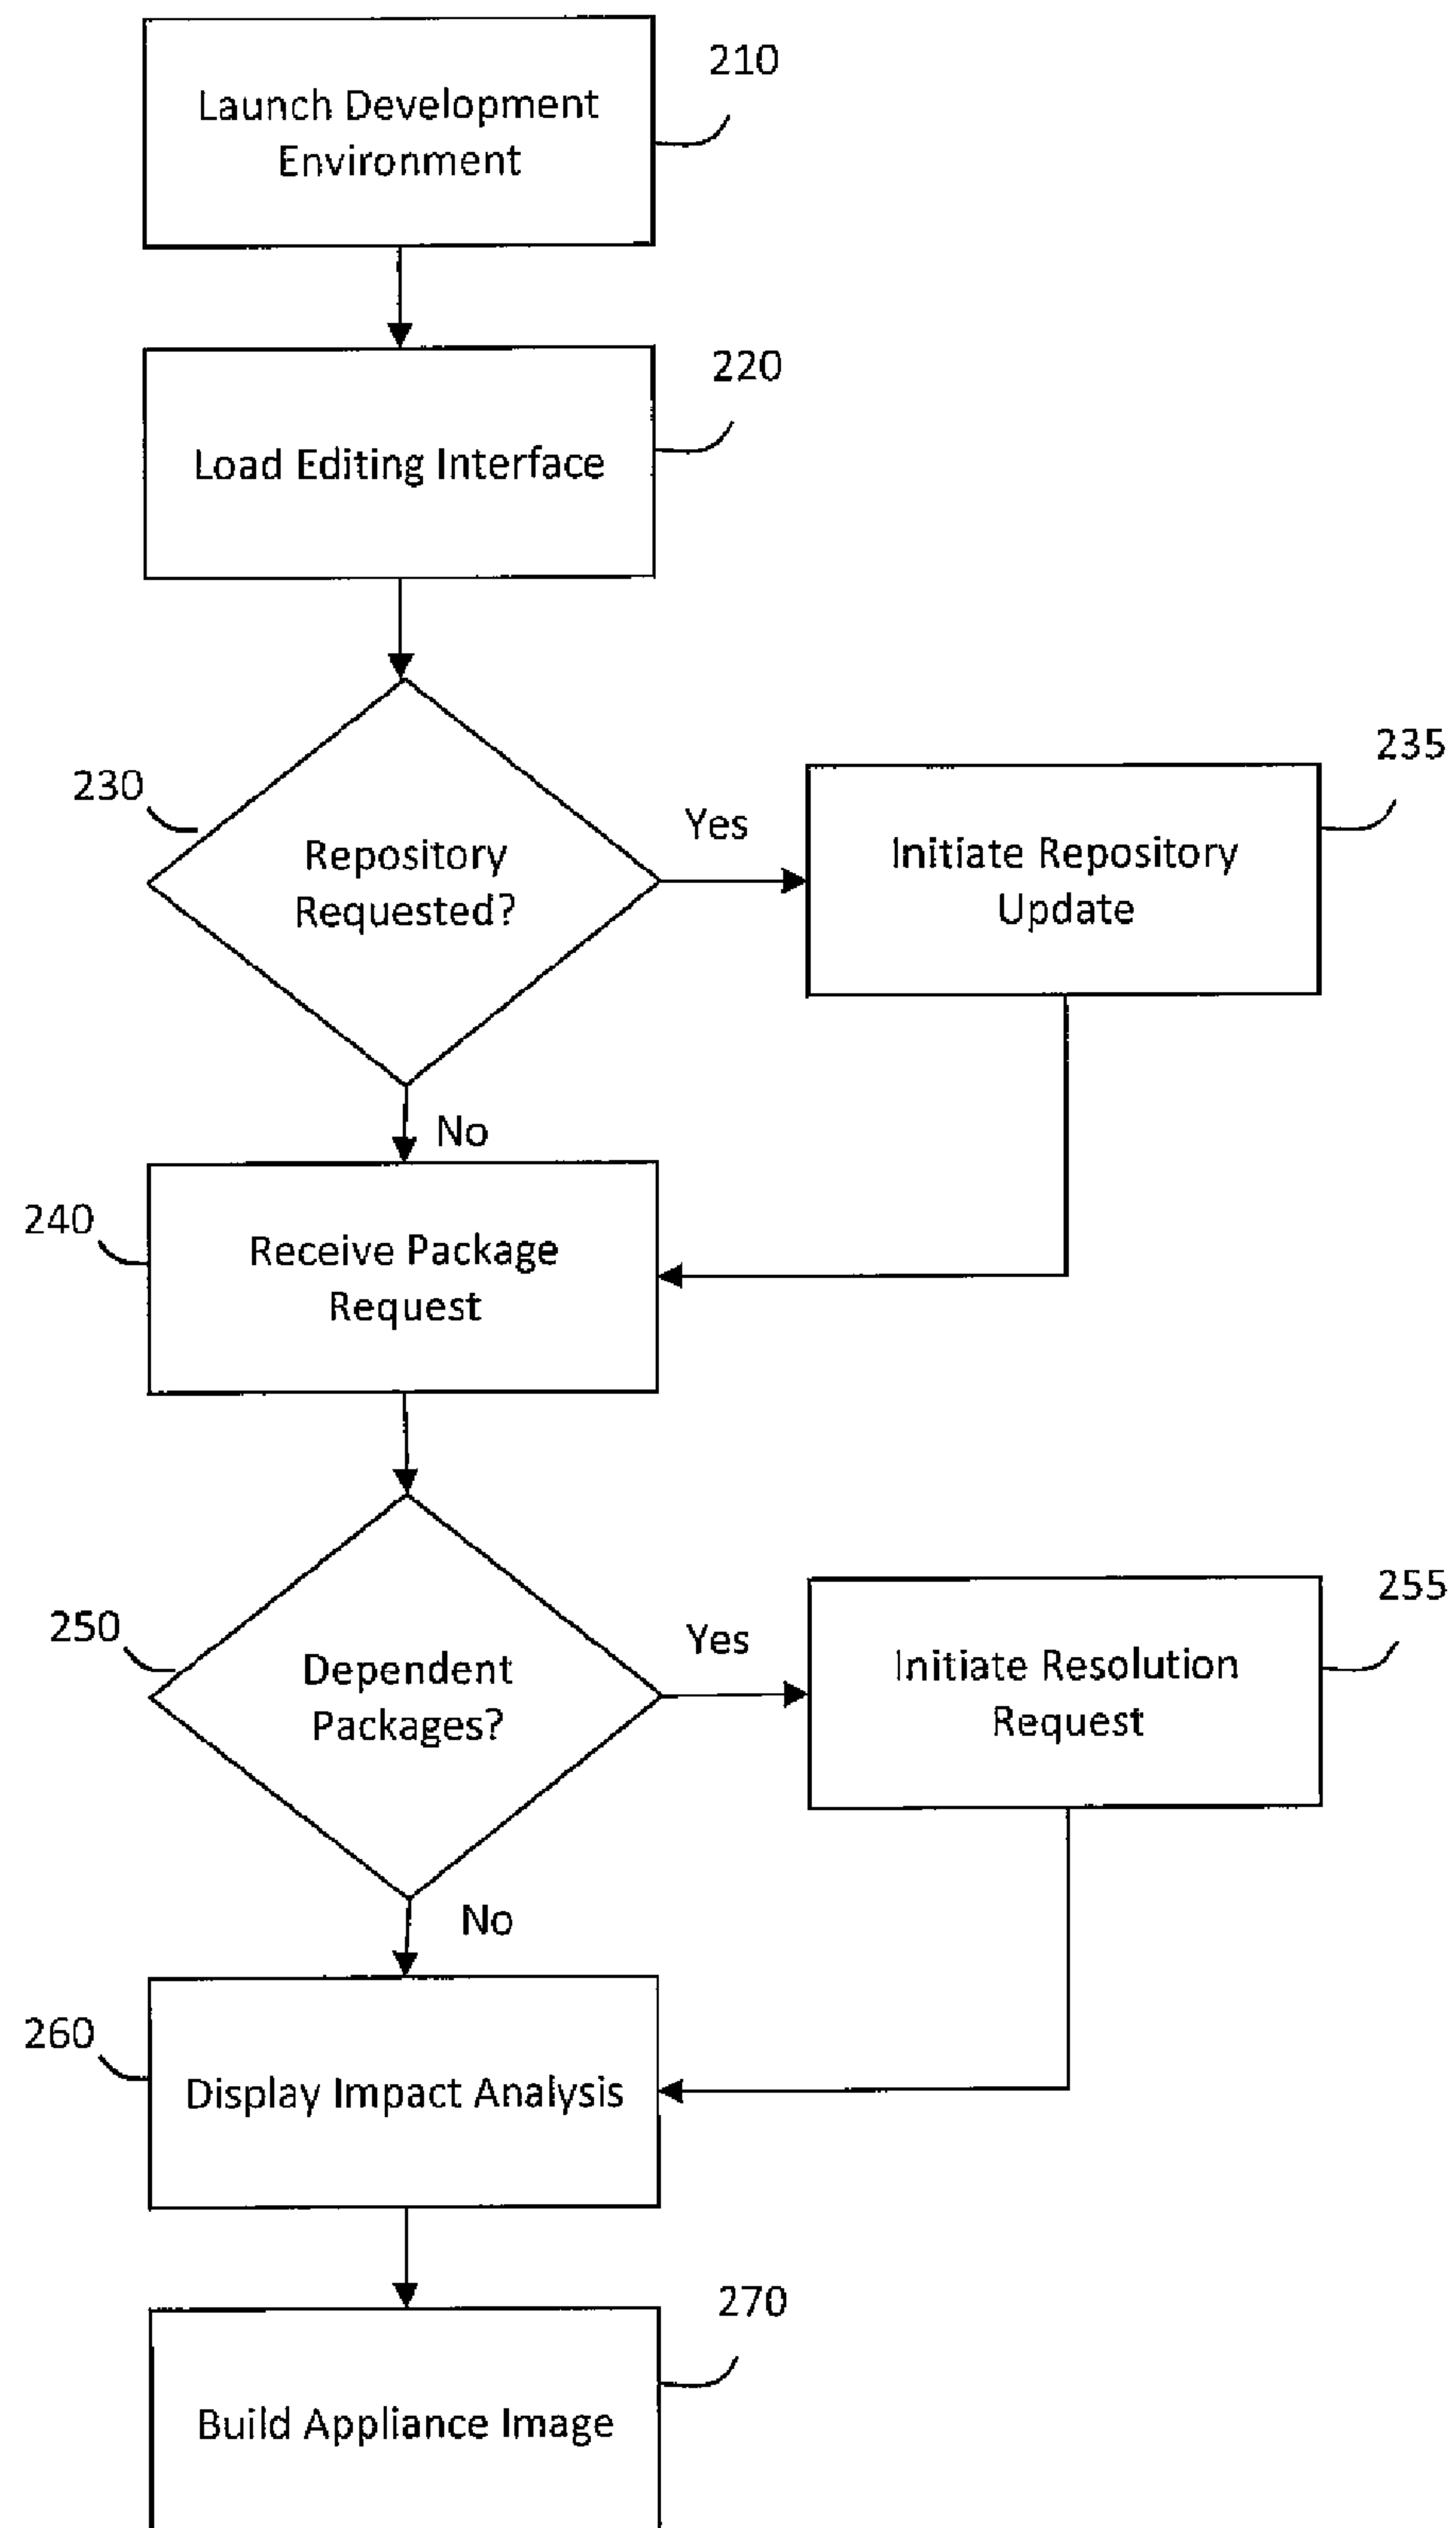 210
Launch Development
Environment
220
Load Editing Interface
230
Repository
Requested?
Yes
235
Initiate Repository
Update
No
240
Receive Package
Request
250
Dependent
Packages?
Yes
255
Initiate Resolution
Request
No
260
Display Impact Analysis
270
Build Appliance Image